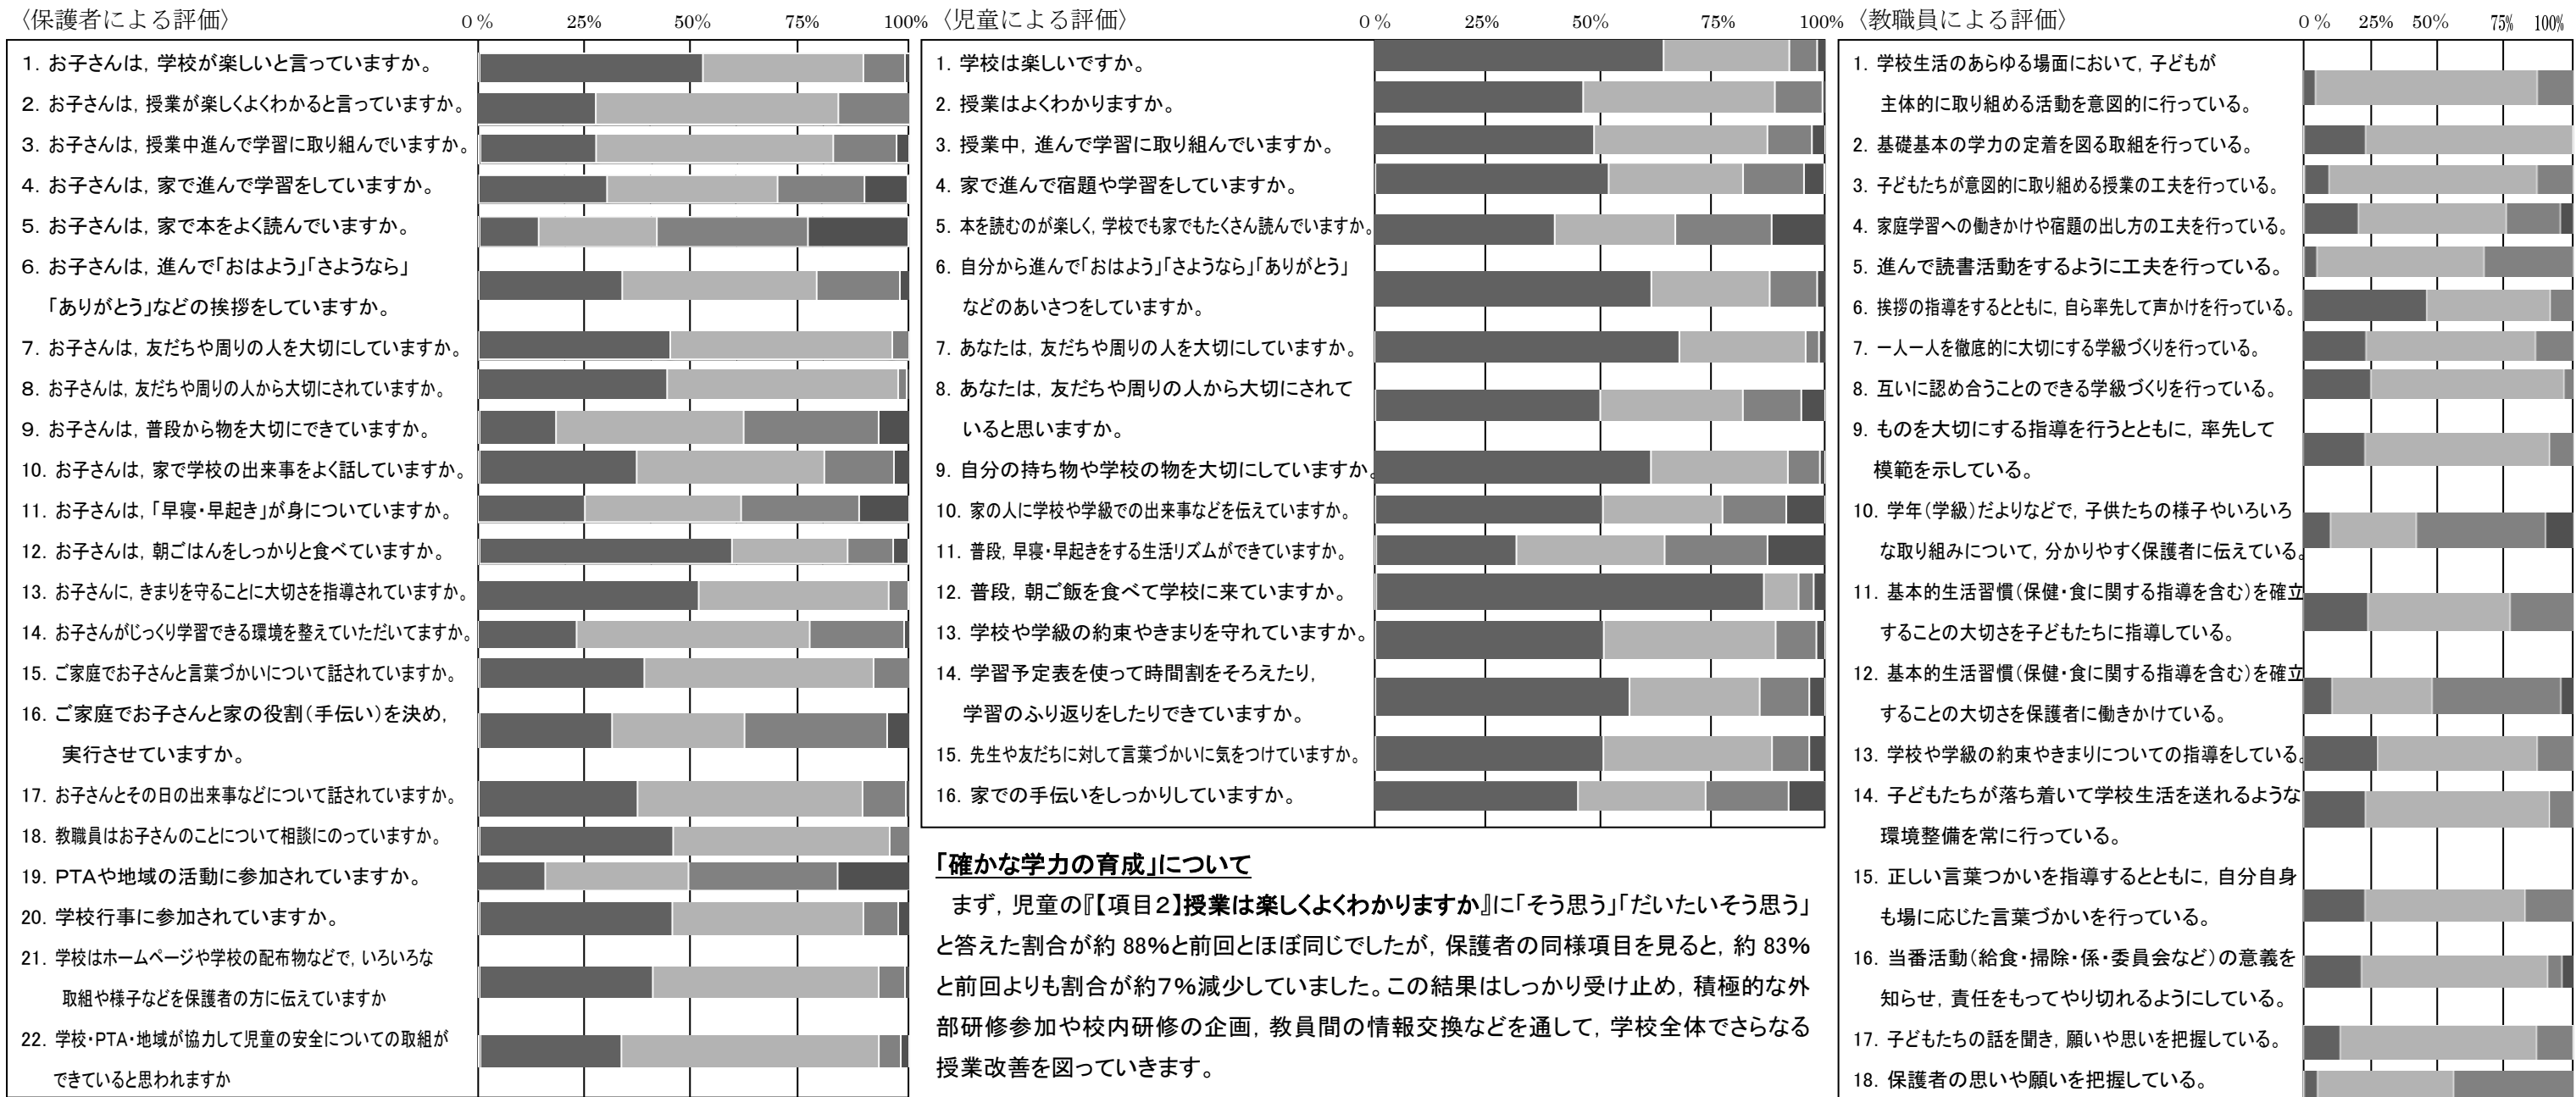 〈保護者による評価〉
0% 25% 50% 75% 100%
1. お子さんは，学校が楽しいと言っていますか。
2. お子さんは，授業が楽しくよくわかると言っていますか。
3. お子さんは，授業中進んで学習に取り組んでいますか。
4. お子さんは，家で進んで学習をしていますか。
5. お子さんは，家で本をよく読んでいますか。
6. お子さんは，進んで「おはよう」「さようなら」
「ありがとう」などの挨拶をしていますか。
7. お子さんは，友だちや周りの人を大切にしていますか。
8. お子さんは，友だちや周りの人から大切にされていますか。
9. お子さんは，普段から物を大切にできていますか。
10. お子さんは，家で学校の出来事をよく話していますか。
11. お子さんは，「早寝・早起き」が身についていますか。
12. お子さんは，朝ごはんをしっかりと食べていますか。
13. お子さんに，きまりを守ることに大切さを指導されていますか。
14. お子さんがじっくり学習できる環境を整えていただいてますか。
15. ご家庭でお子さんと言葉づかいについて話されていますか。
16. ご家庭でお子さんと家の役割（手伝い）を決め，
実行させていますか。
17. お子さんとその日の出来事などについて話されていますか。
18. 教職員はお子さんのことについて相談にのっていますか。
19. PTAや地域の活動に参加されていますか。
20. 学校行事に参加されていますか。
21. 学校はホームページや学校の配布物などで，いろいろな
取組や様子などを保護者の方に伝えていますか
22. 学校・PTA・地域が協力して児童の安全についての取組が
できていると思われますか
〈児童による評価〉
0% 25% 50% 75% 100%
1. 学校は楽しいですか。
2. 授業はよくわかりますか。
3. 授業中，進んで学習に取り組んでいますか。
4. 家で進んで宿題や学習をしていますか。
5. 本を読むのが楽しく，学校でも家でもたくさん読んでいますか。
6. 自分から進んで「おはよう」「さようなら」「ありがとう」
などのあいさつをしていますか。
7. あなたは，友だちや周りの人を大切にしていますか。
8. あなたは，友だちや周りの人から大切にされて
いると思いますか。
9. 自分の持ち物や学校の物を大切にしていますか。
10. 家の人に学校や学級での出来事などを伝えていますか。
11. 普段，早寝・早起きをする生活リズムができていますか。
12. 普段，朝ご飯を食べて学校に来ていますか。
13. 学校や学級の約束やきまりを守れていますか。
14. 学習予定表を使って時間割をそろえたり，
学習のふり返りをしたりできていますか。
15. 先生や友だちに対して言葉づかいに気をつけていますか。
16. 家での手伝いをしっかりしていますか。
「確かな学力の育成」について
まず，児童の『【項目２】授業は楽しくよくわかりますか』に「そう思う」「だいたいそう思う」
と答えた割合が約 88%と前回とほぼ同じでしたが，保護者の同様項目を見ると，約 83%
と前回よりも割合が約７%減少していました。この結果はしっかり受け止め，積極的な外
部研修参加や校内研修の企画，教員間の情報交換などを通して，学校全体でさらなる
授業改善を図っていきます。
〈教職員による評価〉
0% 25% 50% 75% 100%
1. 学校生活のあらゆる場面において，子どもが
主体的に取り組める活動を意図的に行っている。
2. 基礎基本の学力の定着を図る取組を行っている。
3. 子どもたちが意図的に取り組める授業の工夫を行っている。
4. 家庭学習への働きかけや宿題の出し方の工夫を行っている。
5. 進んで読書活動をするように工夫を行っている。
6. 挨拶の指導をするとともに，自ら率先して声かけを行っている。
7. 一人一人を徹底的に大切にする学級づくりを行っている。
8. 互いに認め合うことのできる学級づくりを行っている。
9. ものを大切にする指導を行うとともに，率先して
模範を示している。
10. 学年（学級）だよりなどで，子供たちの様子やいろいろ
な取り組みについて，分かりやすく保護者に伝えている。
11. 基本的生活習慣（保健・食に関する指導を含む）を確立
することの大切さを子どもたちに指導している。
12. 基本的生活習慣（保健・食に関する指導を含む）を確立
することの大切さを保護者に働きかけている。
13. 学校や学級の約束やきまりについての指導をしている。
14. 子どもたちが落ち着いて学校生活を送れるような
環境整備を常に行っている。
15. 正しい言葉つかいを指導するとともに，自分自身
も場に応じた言葉づかいを行っている。
16. 当番活動（給食・掃除・係・委員会など）の意義を
知らせ，責任をもってやり切れるようにしている。
17. 子どもたちの話を聞き，願いや思いを把握している。
18. 保護者の思いや願いを把握している。